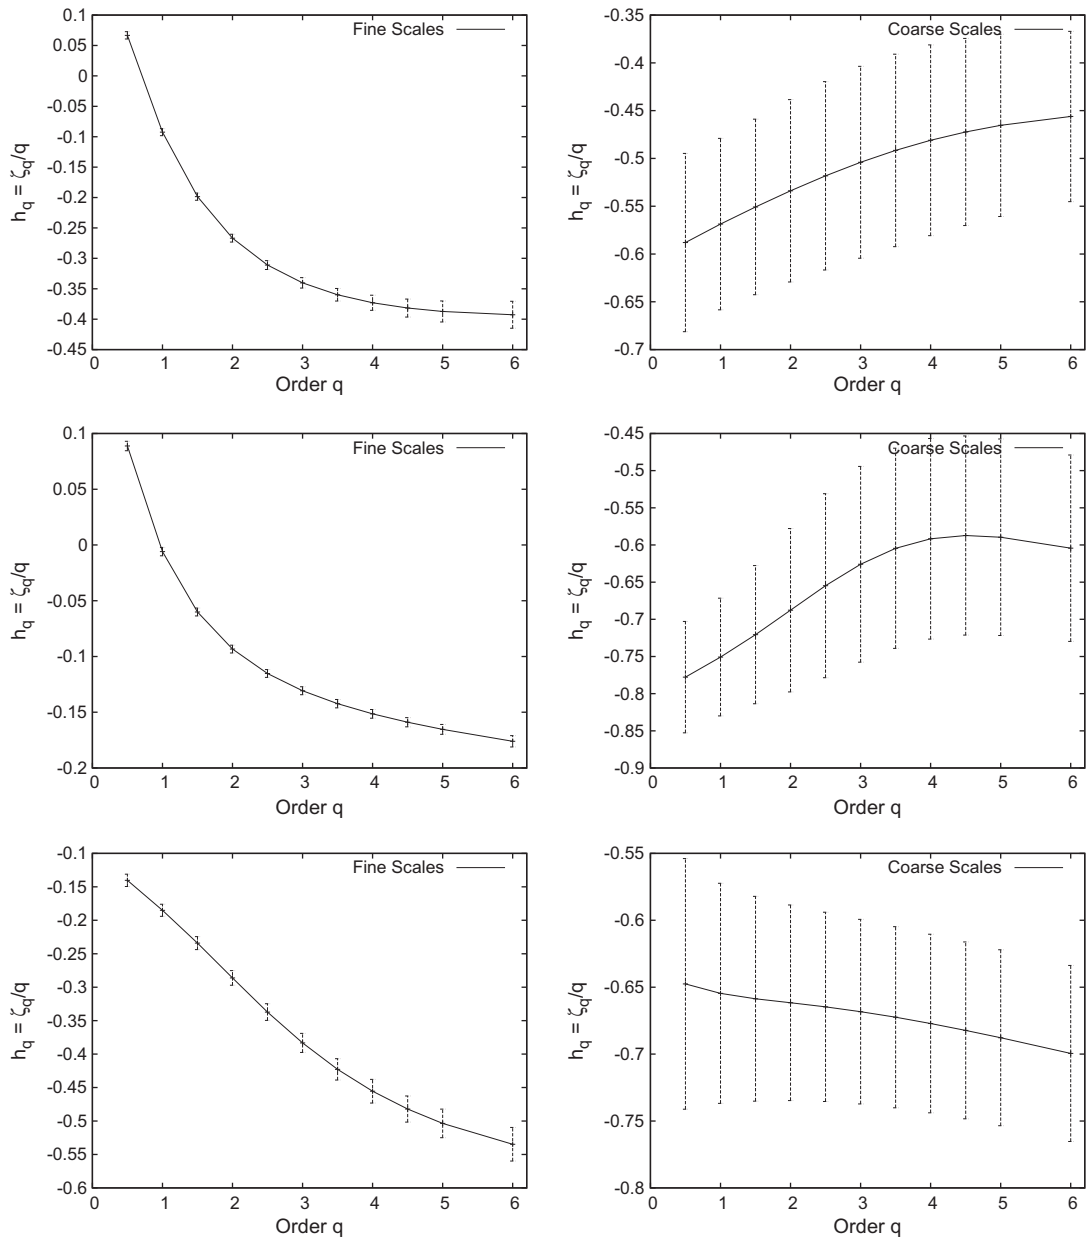 0.1
0.05
0
-0.05
-0.1
-0.15
-0.2
-0.25
-0.3
-0.35
-0.4
-0.45
h_q = ζ_q/q
Fine Scales
0 1 2 3 4 5 6
Order q
-0.35
-0.4
-0.45
-0.5
-0.55
-0.6
-0.65
-0.7
h_q = ζ_q/q
Coarse Scales
0 1 2 3 4 5 6
Order q
0.1
0.05
0
-0.05
-0.1
-0.15
-0.2
h_q = ζ_q/q
Fine Scales
0 1 2 3 4 5 6
Order q
-0.45
-0.5
-0.55
-0.6
-0.65
-0.7
-0.75
-0.8
-0.85
-0.9
h_q = ζ_q/q
Coarse Scales
0 1 2 3 4 5 6
Order q
-0.1
-0.15
-0.2
-0.25
-0.3
-0.35
-0.4
-0.45
-0.5
-0.55
-0.6
h_q = ζ_q/q
Fine Scales
0 1 2 3 4 5 6
Order q
-0.55
-0.6
-0.65
-0.7
-0.75
-0.8
h_q = ζ_q/q
Coarse Scales
0 1 2 3 4 5 6
Order q